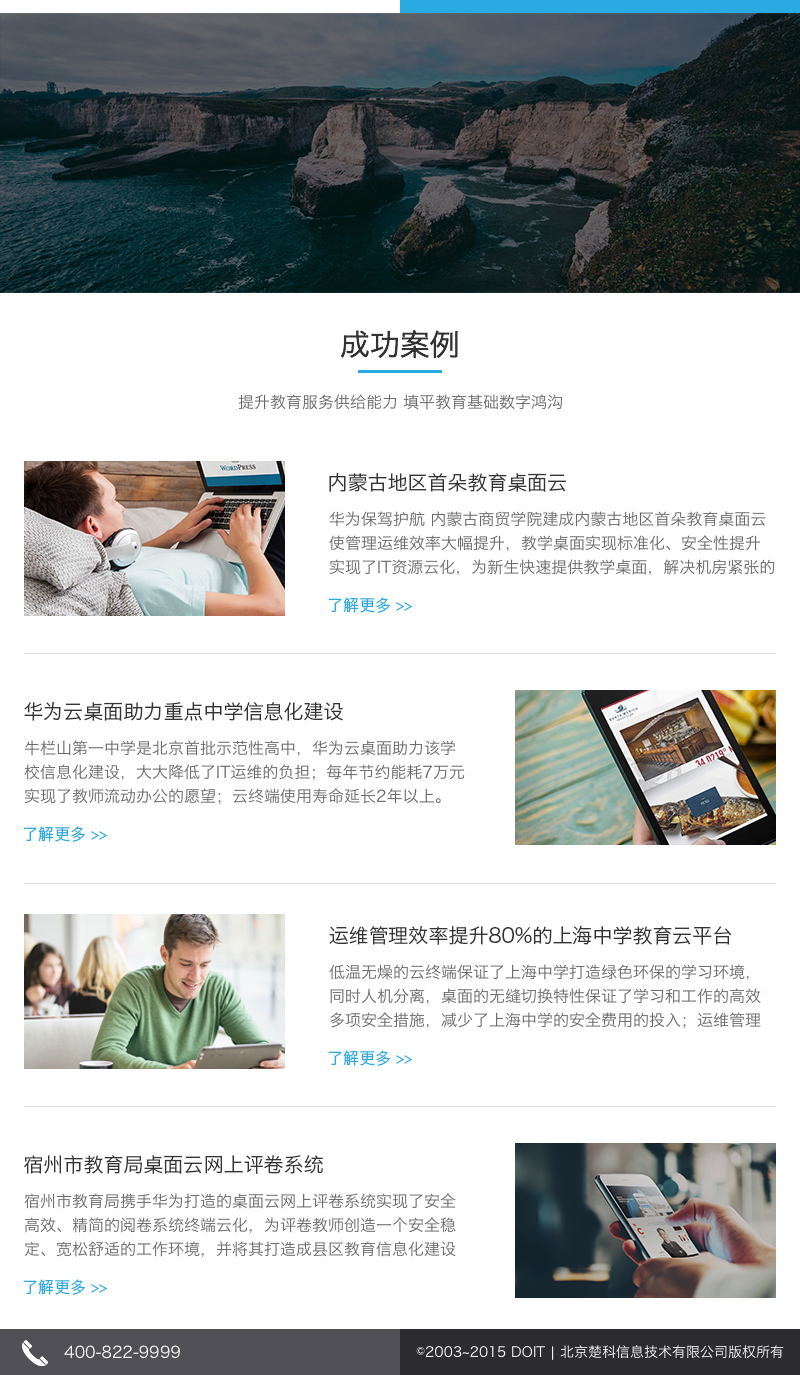 成功案例
提升教育服务供给能力 填平教育基础数字鸿沟
WORDPRESS
内蒙古地区首朵教育桌面云
华为保驾护航 内蒙古商贸学院建成内蒙古地区首朵教育桌面云
使管理运维效率大幅提升，教学桌面实现标准化、安全性提升
实现了IT资源云化，为新生快速提供教学桌面，解决机房紧张的
了解更多 >>
华为云桌面助力重点中学信息化建设
牛栏山第一中学是北京首批示范性高中，华为云桌面助力该学
校信息化建设，大大降低了IT运维的负担；每年节约能耗7万元
实现了教师流动办公的愿望；云终端使用寿命延长2年以上。
了解更多 >>
SANTA MONICA
34.0219° N
MENU
运维管理效率提升80%的上海中学教育云平台
低温无燥的云终端保证了上海中学打造绿色环保的学习环境，
同时人机分离，桌面的无缝切换特性保证了学习和工作的高效
多项安全措施，减少了上海中学的安全费用的投入；运维管理
了解更多 >>
宿州市教育局桌面云网上评卷系统
宿州市教育局携手华为打造的桌面云网上评卷系统实现了安全
高效、精简的阅卷系统终端云化，为评卷教师创造一个安全稳
定、宽松舒适的工作环境，并将其打造成县区教育信息化建设
了解更多 >>
400-822-9999
©2003~2015 DOIT | 北京楚科信息技术有限公司版权所有